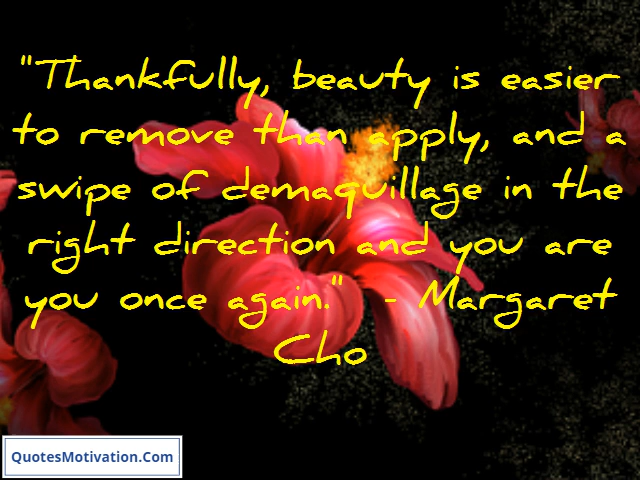 "Thankfully, beauty is easier
to remove than apply, and a
swipe of demaquillage in the
right direction and you are
you once again." - Margaret
Cho
QuotesMotivation.Com